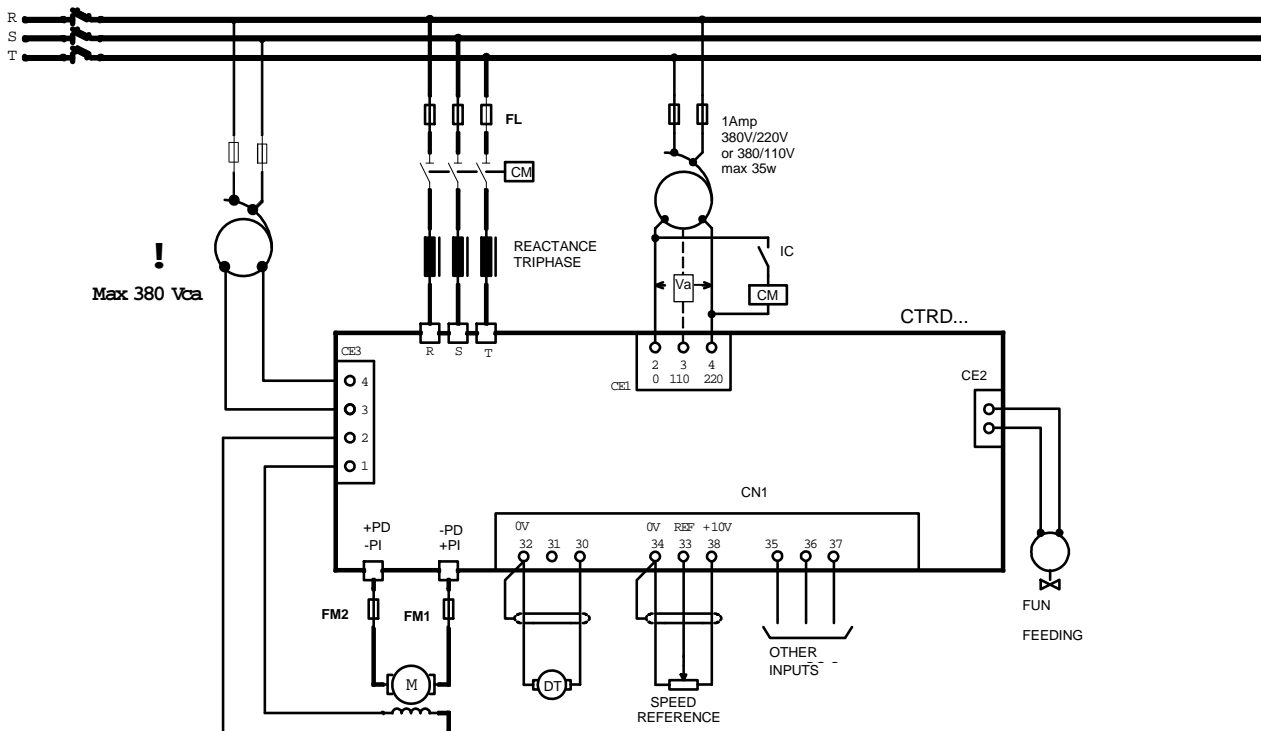 R
S
T
FL
CM
1Amp
380V/220V
or 380/110V
max 35w
REACTANCE
TRIPHASE
!
Max 380 Vca
IC
Va
CM
CTRD...
R S T
CE3
4
3
2
1
2 3 4
0 110 220
CE1
CE2
CN1
+PD
-PI
-PD
+PI
0V
32 31 30
0V REF +10V
34 33 38
35 36 37
FM2
FM1
M
DT
SPEED
REFERENCE
OTHER
INPUTS
FUN
FEEDING